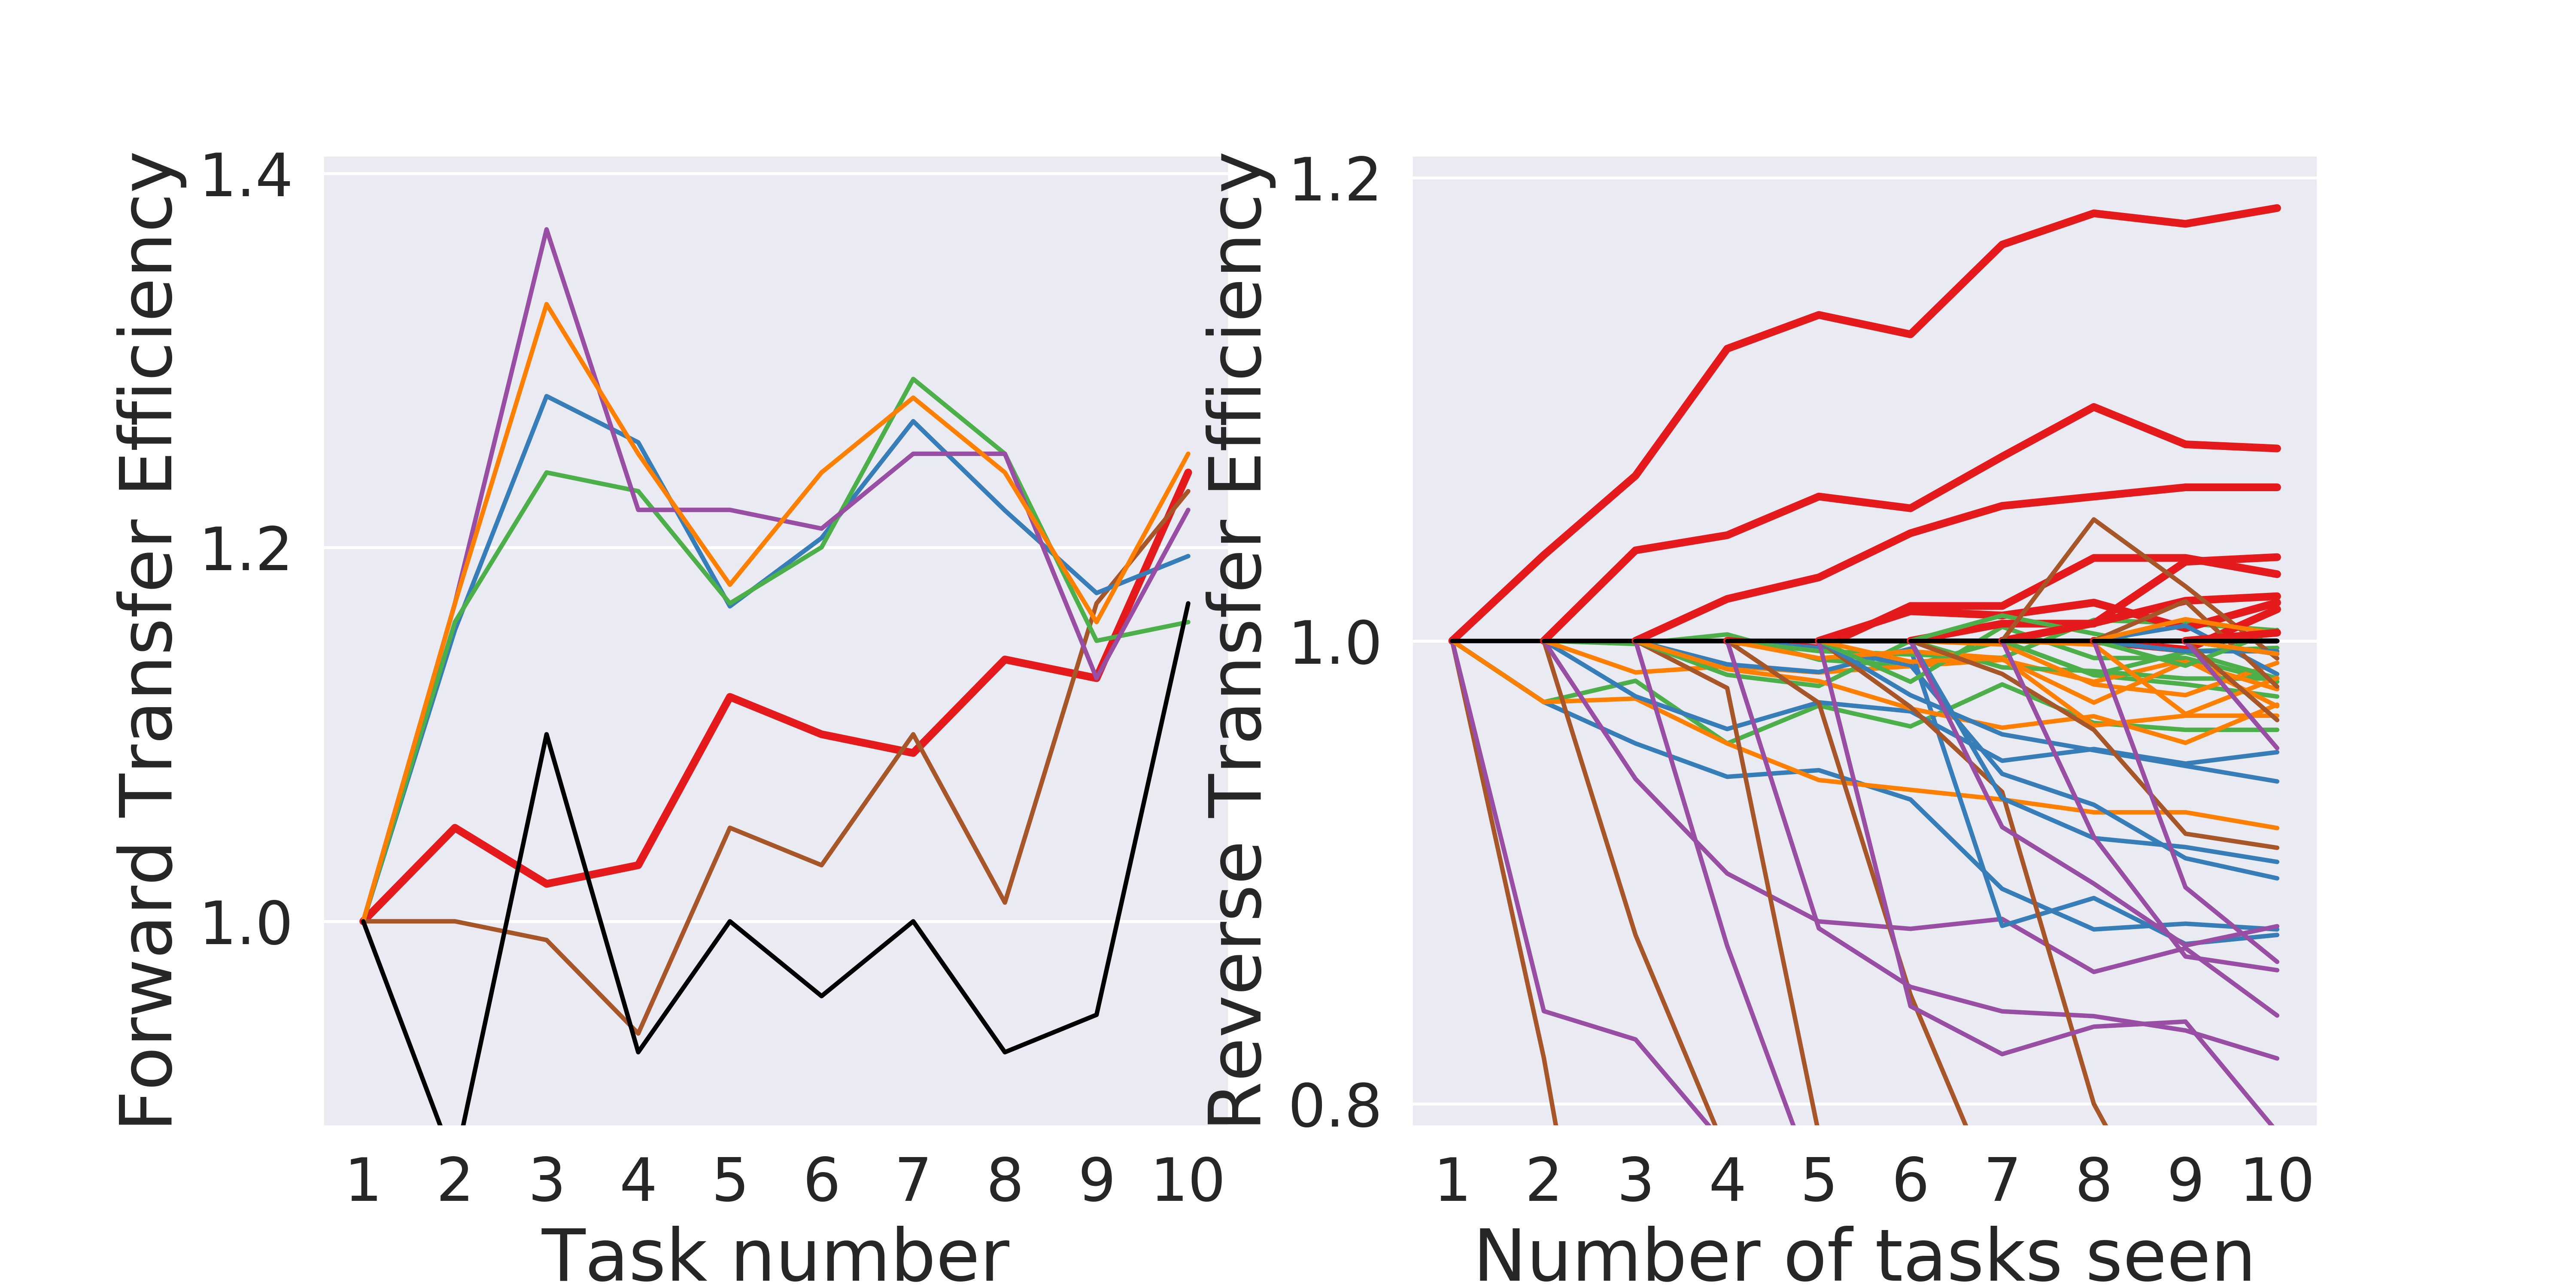 Forward Transfer Efficiency
1.4
1.2
1.0
1 2 3 4 5 6 7 8 9 10
Task number
Reverse Transfer Efficiency
1.2
1.0
0.8
1 2 3 4 5 6 7 8 9 10
Number of tasks seen